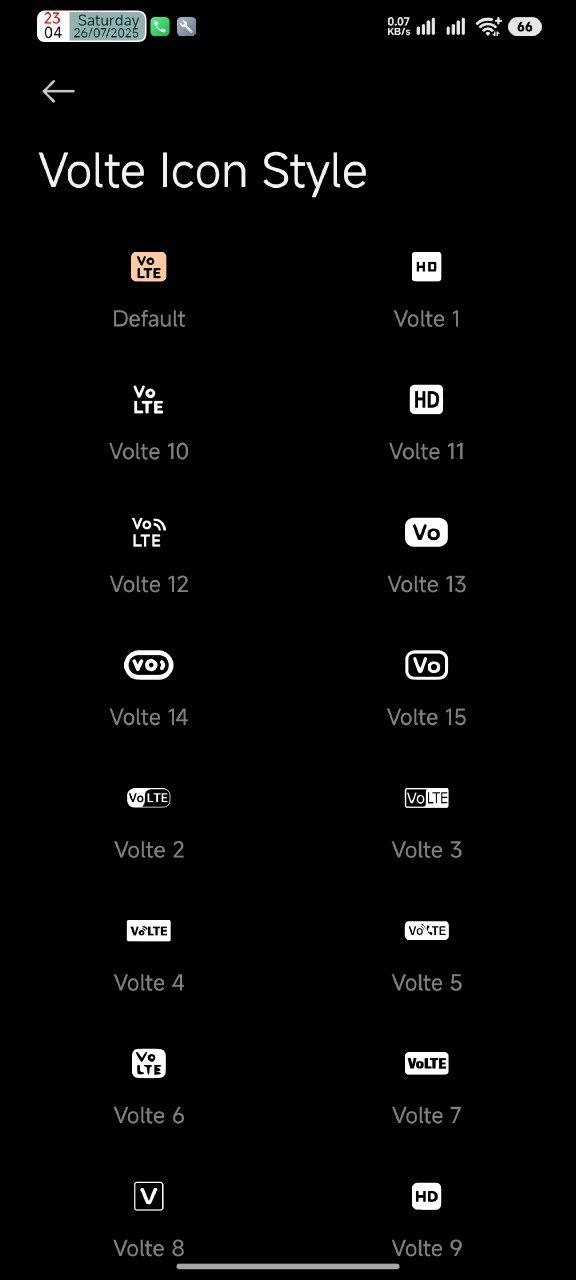 23
04
Saturday
26/07/2025
0.07
KB/s
66
Volte Icon Style
Vo
LTE
HD
Default
Volte 1
Vo
LTE
HD
Volte 10
Volte 11
Vo
LTE
Vo
Volte 12
Volte 13
VO
Vo
Volte 14
Volte 15
VoLTE
VoLTE
Volte 2
Volte 3
VoLTE
VoLTE
Volte 4
Volte 5
Vo
LTE
VoLTE
Volte 6
Volte 7
V
HD
Volte 8
Volte 9